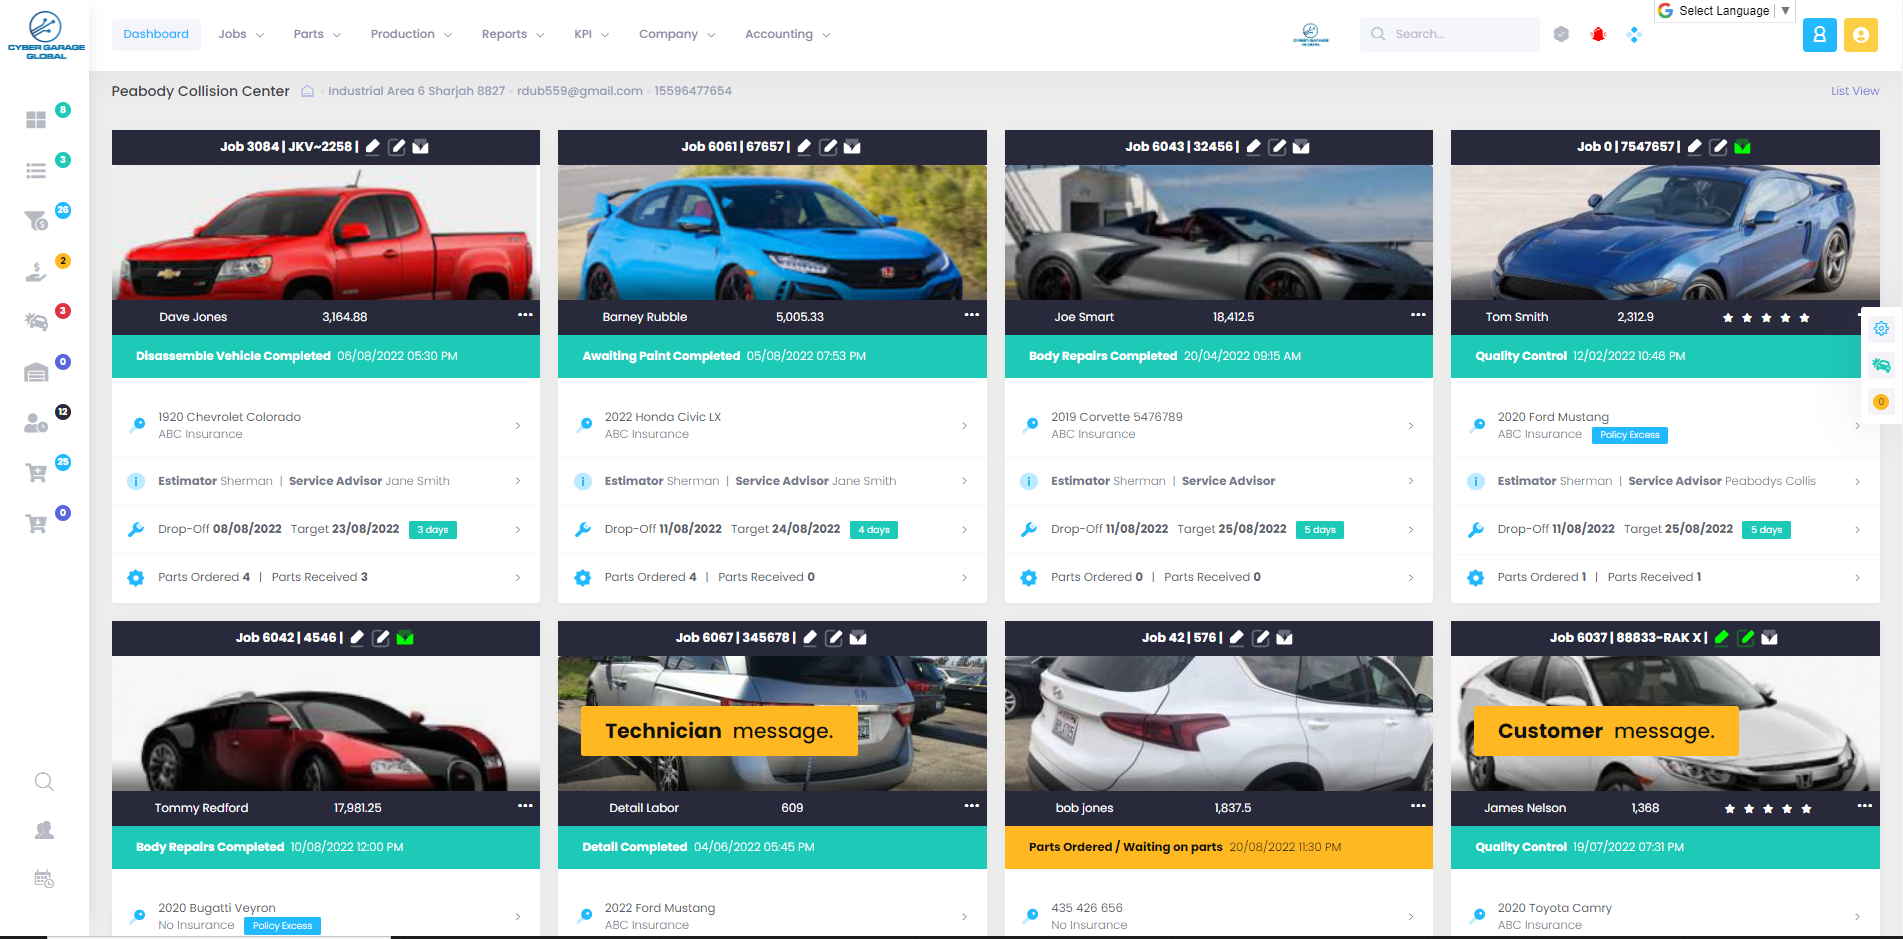 Select Language ▼
CYBER GARAGE
GLOBAL
Dashboard Jobs Parts Production Reports KPI Company Accounting
Search...
Peabody Collision Center - Industrial Area 6 Sharjah 8827 - rdub559@gmail.com - 15596477654
List View
8
3
26
2
3
0
12
25
0
Job 3084 | JKV~2258 |
Dave Jones 3,164.88
Disassemble Vehicle Completed 06/08/2022 05:30 PM
1920 Chevrolet Colorado
ABC Insurance
Estimator Sherman | Service Advisor Jane Smith
Drop-Off 08/08/2022 Target 23/08/2022 3 days
Parts Ordered 4 | Parts Received 3
Job 6061 | 67657 |
Barney Rubble 5,005.33
Awaiting Paint Completed 05/08/2022 07:53 PM
2022 Honda Civic LX
ABC Insurance
Estimator Sherman | Service Advisor Jane Smith
Drop-Off 11/08/2022 Target 24/08/2022 4 days
Parts Ordered 4 | Parts Received 0
Job 6043 | 32456 |
Joe Smart 18,412.5
Body Repairs Completed 20/04/2022 09:15 AM
2019 Corvette 5476789
ABC Insurance
Estimator Sherman | Service Advisor
Drop-Off 11/08/2022 Target 25/08/2022 5 days
Parts Ordered 0 | Parts Received 0
Job 0 | 7547657 |
Tom Smith 2,312.9
Quality Control 12/02/2022 10:46 PM
2020 Ford Mustang
ABC Insurance Policy Excess
Estimator Sherman | Service Advisor Peabodys Collis
Drop-Off 11/08/2022 Target 25/08/2022 5 days
Parts Ordered 1 | Parts Received 1
0
Job 6042 | 4546 |
Tommy Redford 17,981.25
Body Repairs Completed 10/08/2022 12:00 PM
2020 Bugatti Veyron
No Insurance Policy Excess
Job 6067 | 345678 |
Technician message.
Detail Labor 609
Detail Completed 04/06/2022 05:45 PM
2022 Ford Mustang
ABC Insurance
Job 42 | 576 |
bob jones 1,837.5
Parts Ordered / Waiting on parts 20/08/2022 11:30 PM
435 426 656
No Insurance
Job 6037 | 88833-RAK X |
Customer message.
James Nelson 1,368
Quality Control 19/07/2022 07:31 PM
2020 Toyota Camry
ABC Insurance